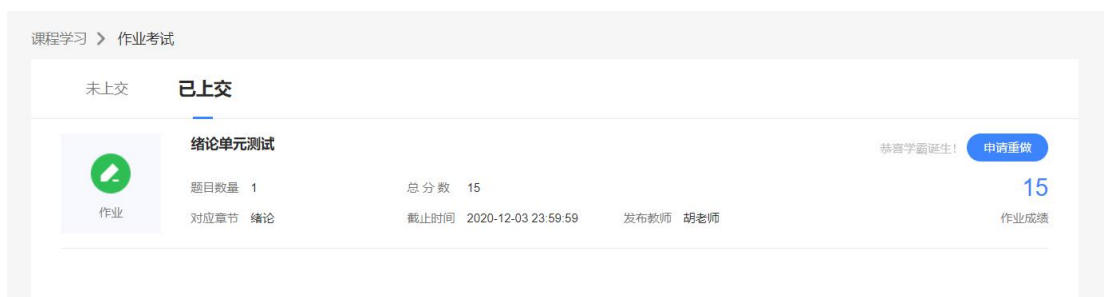 课程学习 > 作业考试
未上交 已上交
绪论单元测试
恭喜学霸诞生! 申请重做
题目数量 1 总分数 15 15
作业 对应章节 绪论 截止时间 2020-12-03 23:59:59 发布教师 胡老师 作业成绩